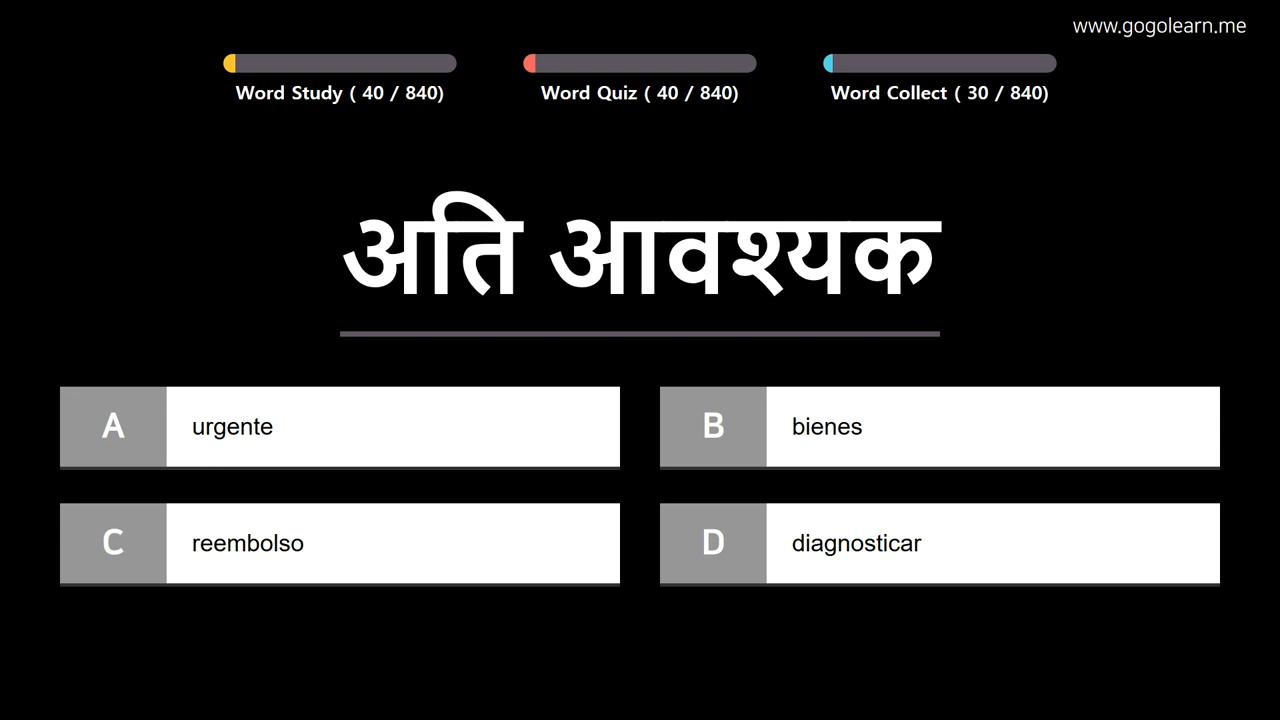 www.gogolearn.me
Word Study ( 40 / 840)
Word Quiz ( 40 / 840)
Word Collect ( 30 / 840)
अति आवश्यक
A urgente
B bienes
C reembolso
D diagnosticar